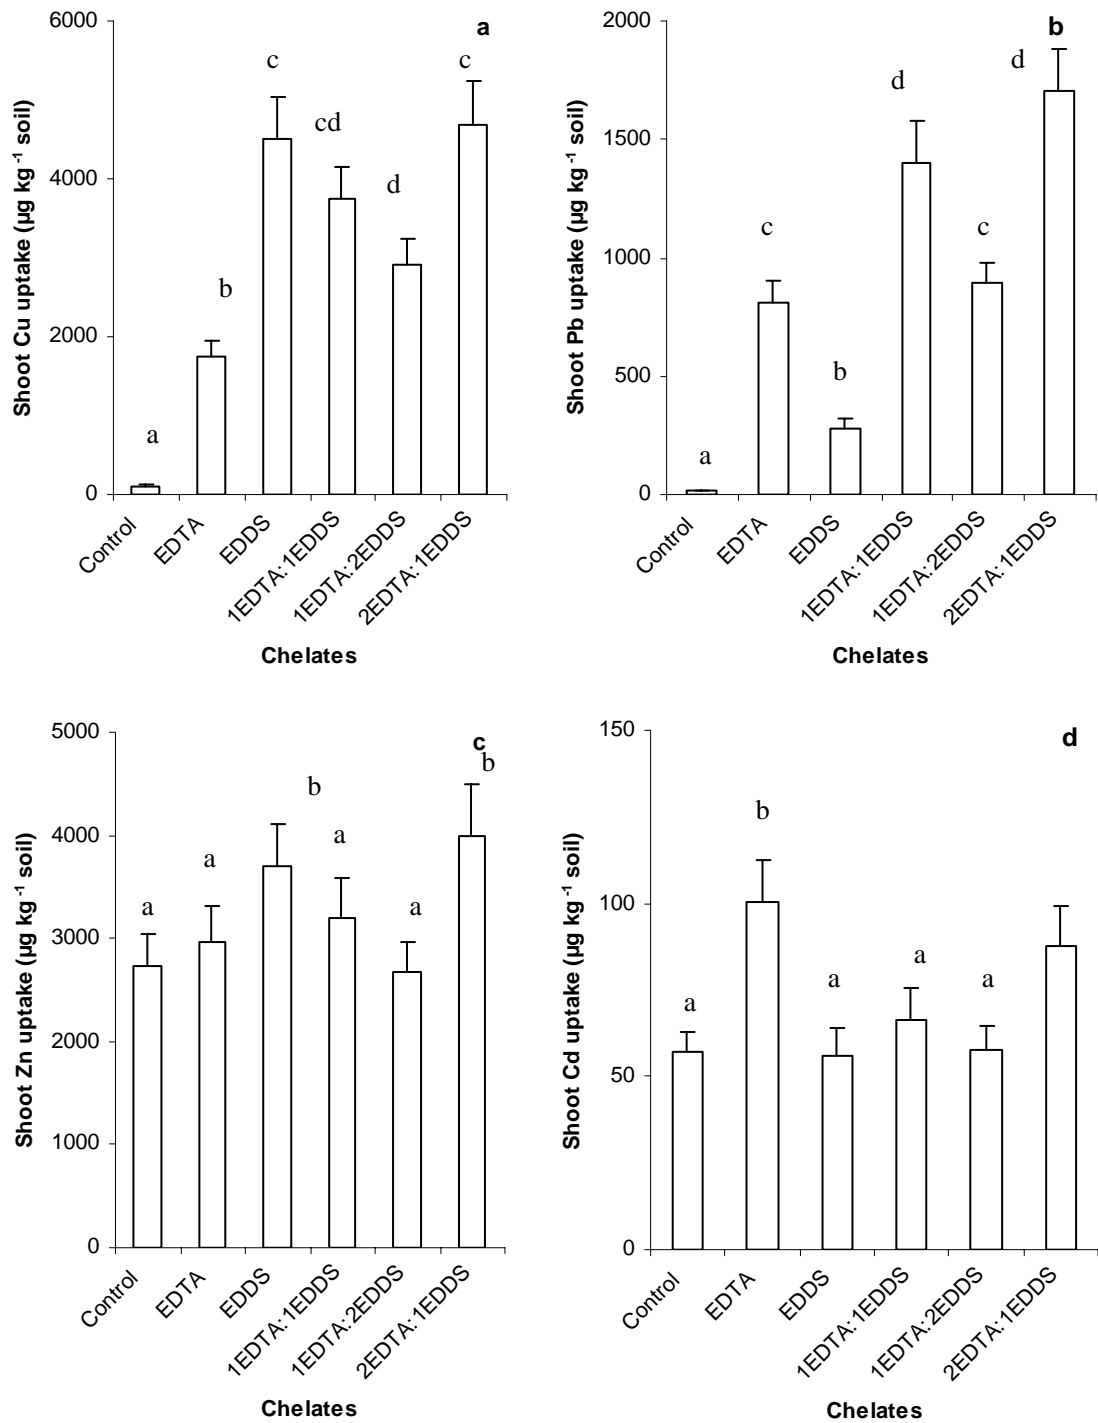 a
Shoot Cu uptake (µg kg⁻¹ soil)
6000
4000
2000
0
a
b
c
cd
d
c
Control
EDTA
EDDS
1EDTA:1EDDS
1EDTA:2EDDS
2EDTA:1EDDS
Chelates
b
Shoot Pb uptake (µg kg⁻¹ soil)
2000
1500
1000
500
0
a
c
b
d
c
d
Control
EDTA
EDDS
1EDTA:1EDDS
1EDTA:2EDDS
2EDTA:1EDDS
Chelates
c
Shoot Zn uptake (µg kg⁻¹ soil)
5000
4000
3000
2000
1000
0
a
a
b
a
a
b
Control
EDTA
EDDS
1EDTA:1EDDS
1EDTA:2EDDS
2EDTA:1EDDS
Chelates
d
Shoot Cd uptake (µg kg⁻¹ soil)
150
100
50
0
a
b
a
a
a
Control
EDTA
EDDS
1EDTA:1EDDS
1EDTA:2EDDS
2EDTA:1EDDS
Chelates